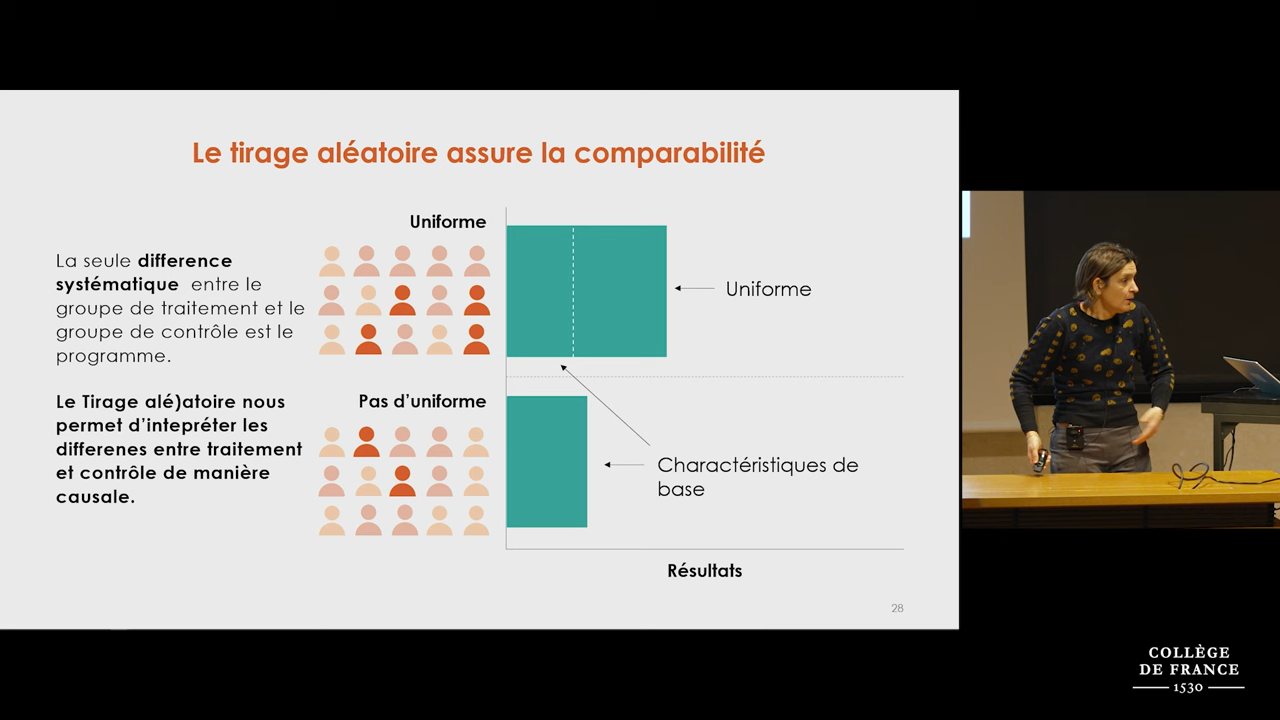 Le tirage aléatoire assure la comparabilité
La seule difference
systématique entre le
groupe de traitement et le
groupe de contrôle est le
programme.
Le Tirage alé)atoire nous
permet d'intepréter les
differenes entre traitement
et contrôle de manière
causale.
Uniforme
Pas d'uniforme
Uniforme
Charactéristiques de
base
Résultats
28
COLLÈGE
DE FRANCE
1530